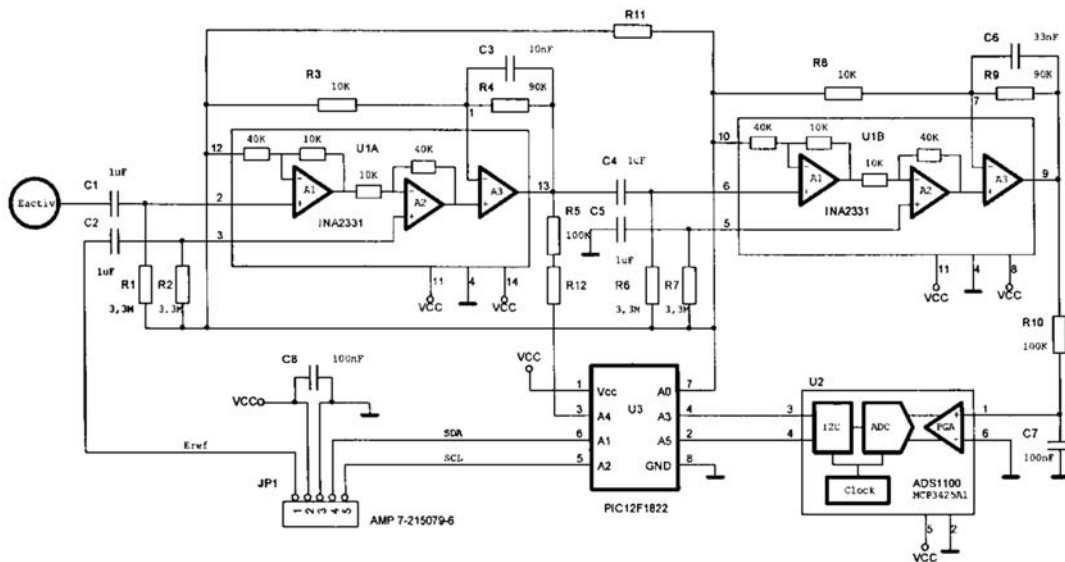 R11
C3 10nF
C6 33nF
R3
R8
10K
R4 90K
10K
R9 90K
1
7
12 40K 10K U1A
40K
10 40K 10K U1B
40K
C4 1uF
C1 1uF
A1
10K
A2
A3
13
A1
10K
A2
A3
9
Eactiv
2
6
INA2331
INA2331
C2
3
R5
C5
5
100K
1uF
R1 R2
1uF
R12
R6 R7
11 4 14
11 4 8
3,3M 3,3M
VCC VCC
3,3M 3,3M
VCC VCC
R10
100K
C8 100nF
VCC
U2
VCC
1 Vcc A0 7
U3
3 A4 A3 4
3
I2C ADC PGA
1
6 A1 A5 2
4
6
Eref
SDA
SCL
5 A2 GND 8
C7
100nF
Clock
ADS1100
MCP3425A1
JP1
1 2 3 4 5
AMP 7-215079-6
PIC12F1822
5 2
VCC